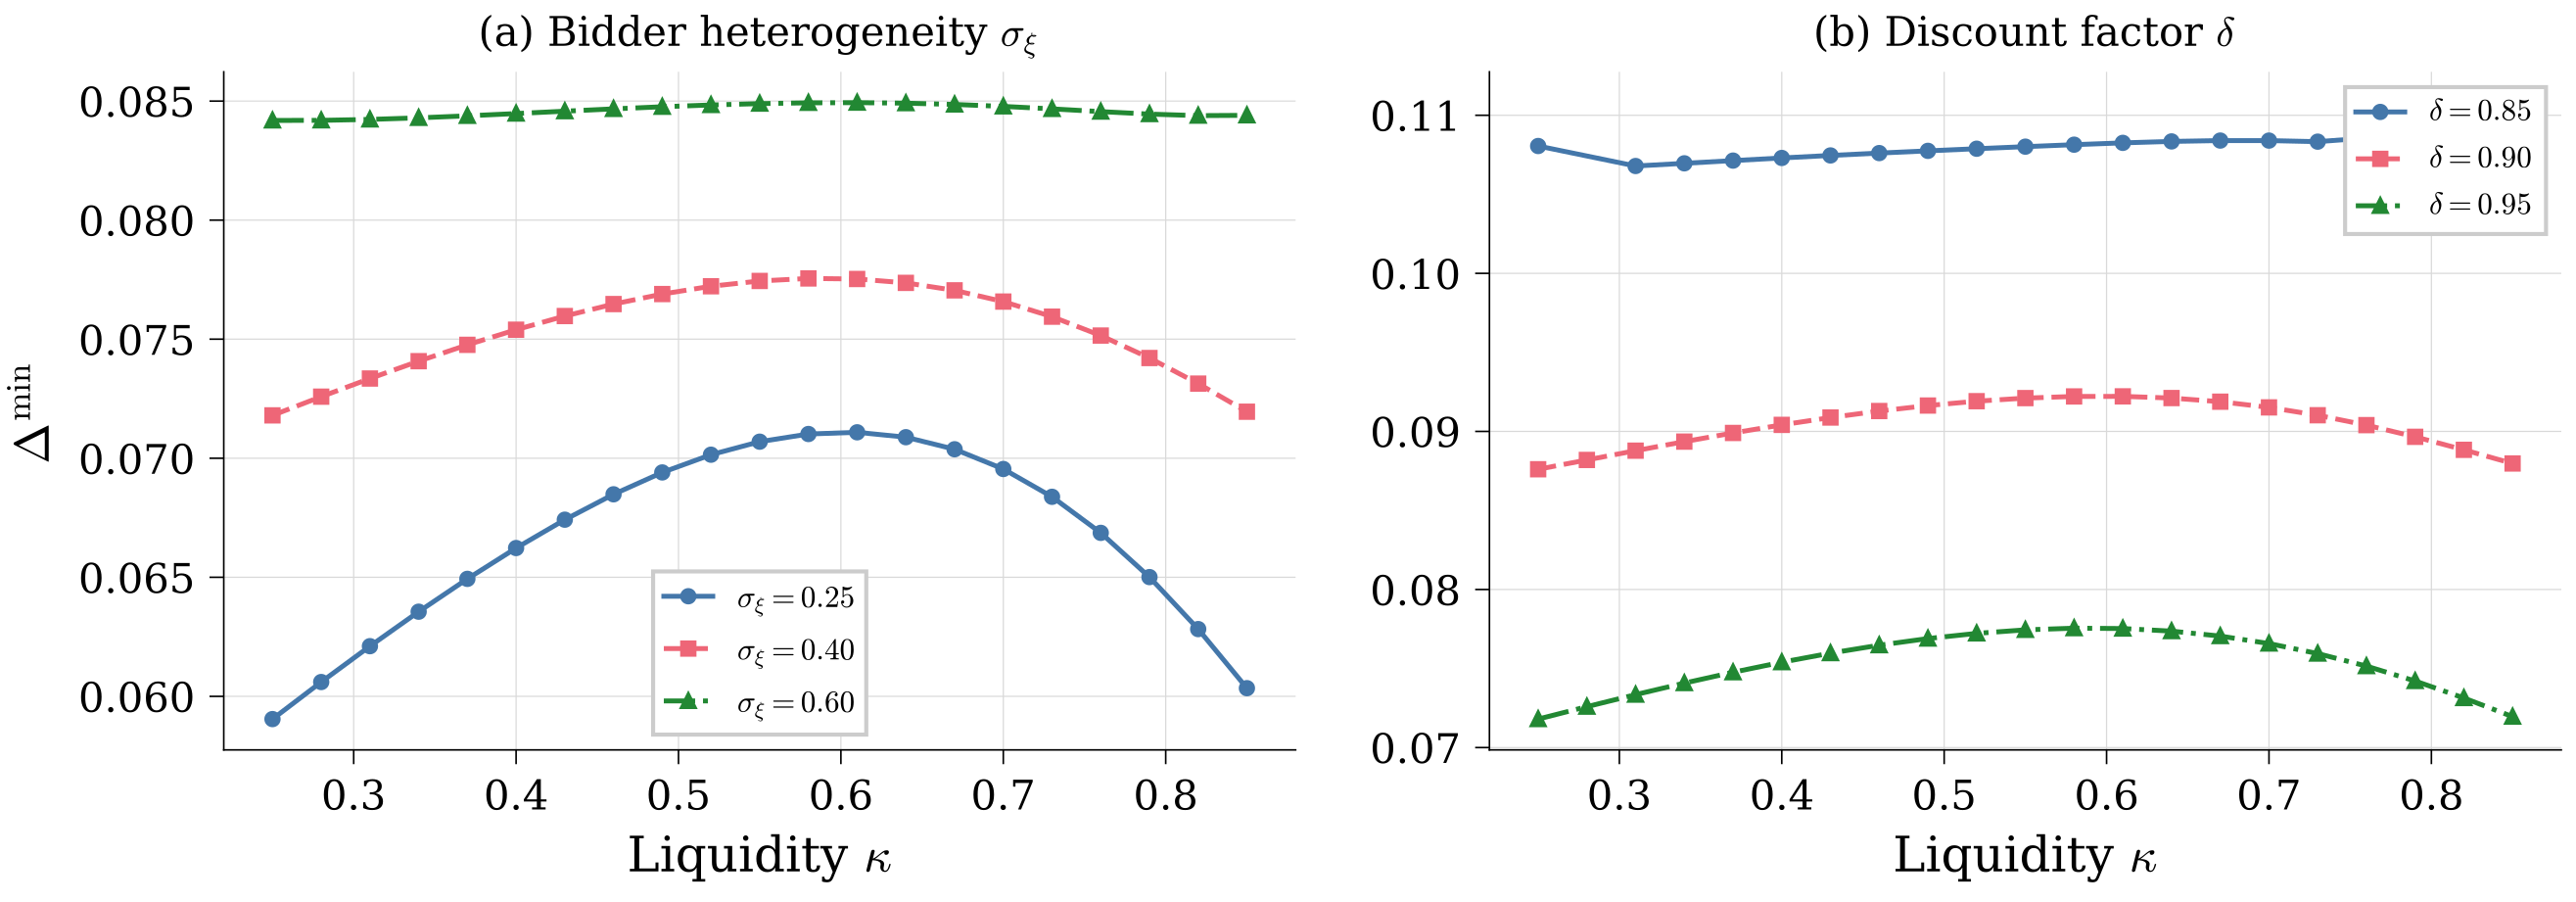 (a) Bidder heterogeneity σ_ξ
0.085
0.080
0.075
0.070
0.065
0.060
Δ^min
0.3 0.4 0.5 0.6 0.7 0.8
Liquidity κ
σ_ξ = 0.25
σ_ξ = 0.40
σ_ξ = 0.60
(b) Discount factor δ
0.11
0.10
0.09
0.08
0.07
0.3 0.4 0.5 0.6 0.7 0.8
Liquidity κ
δ = 0.85
δ = 0.90
δ = 0.95